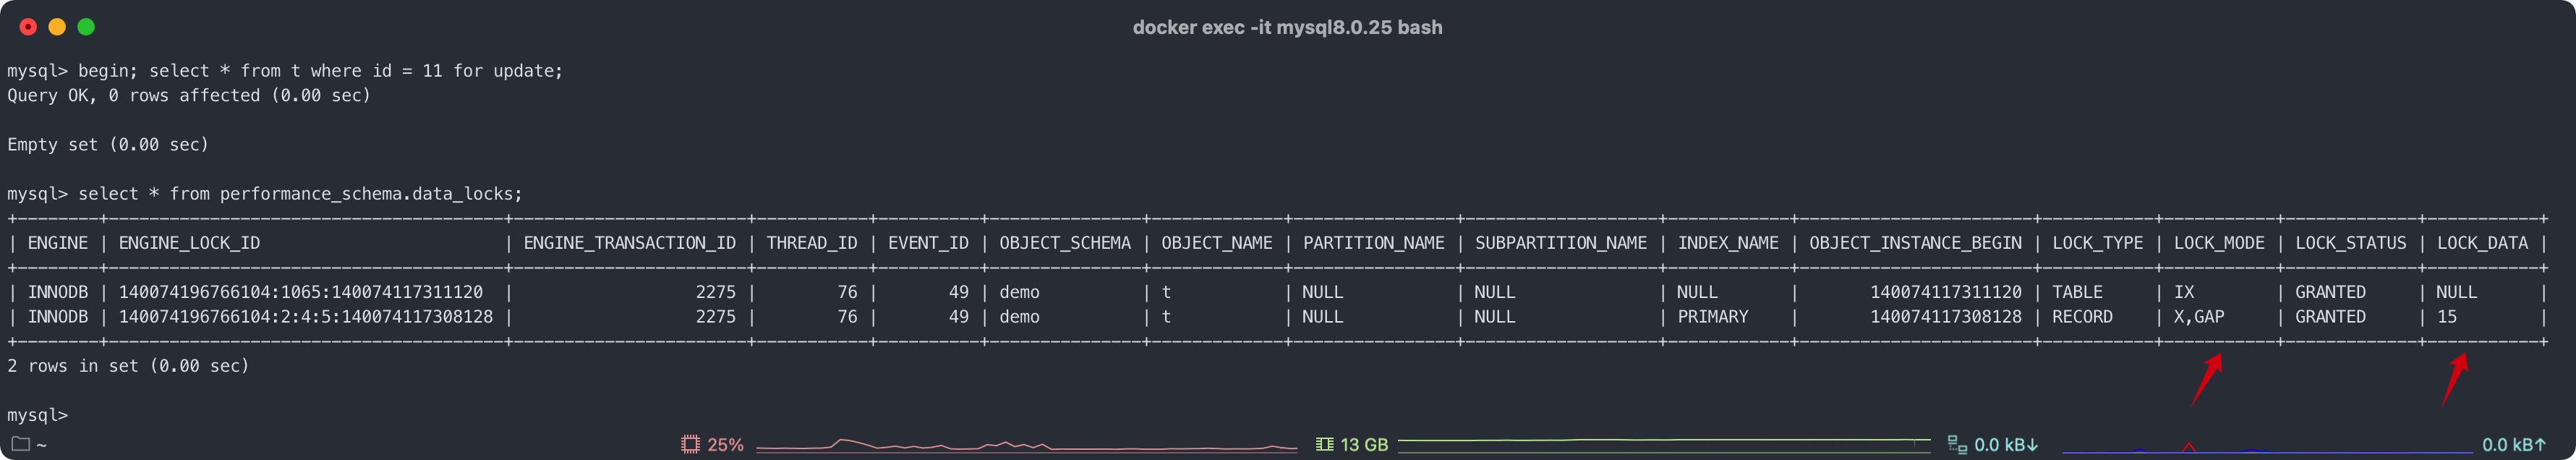 docker exec -it mysql8.0.25 bash
mysql> begin; select * from t where id = 11 for update;
Query OK, 0 rows affected (0.00 sec)
Empty set (0.00 sec)
mysql> select * from performance_schema.data_locks;
+--------+---------------------------------------+-----------------------+-----------+----------+---------------+-------------+----------------+-------------------+------------+-----------------------+-----------+-----------+-------------+-----------+
| ENGINE | ENGINE_LOCK_ID                        | ENGINE_TRANSACTION_ID | THREAD_ID | EVENT_ID | OBJECT_SCHEMA | OBJECT_NAME | PARTITION_NAME | SUBPARTITION_NAME | INDEX_NAME | OBJECT_INSTANCE_BEGIN | LOCK_TYPE | LOCK_MODE | LOCK_STATUS | LOCK_DATA |
+--------+---------------------------------------+-----------------------+-----------+----------+---------------+-------------+----------------+-------------------+------------+-----------------------+-----------+-----------+-------------+-----------+
| INNODB | 140074196766104:1065:140074117311120  |                  2275 |        76 |       49 | demo          | t           | NULL           | NULL              | NULL       |       140074117311120 | TABLE     | IX        | GRANTED     | NULL      |
| INNODB | 140074196766104:2:4:5:140074117308128 |                  2275 |        76 |       49 | demo          | t           | NULL           | NULL              | PRIMARY    |       140074117308128 | RECORD    | X,GAP     | GRANTED     | 15        |
+--------+---------------------------------------+-----------------------+-----------+----------+---------------+-------------+----------------+-------------------+------------+-----------------------+-----------+-----------+-------------+-----------+
2 rows in set (0.00 sec)
mysql>
~ 25% 13 GB 0.0 kB↓ 0.0 kB↑